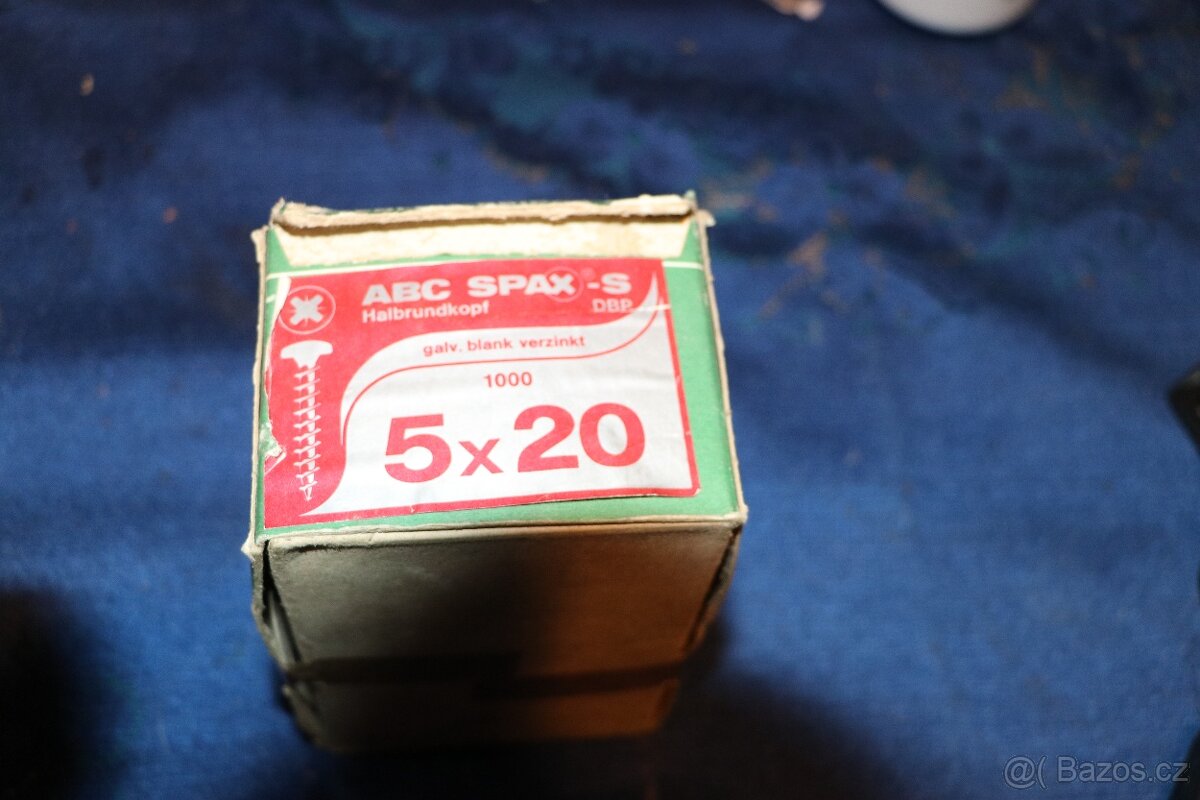 ABC SPAX®-S
Halbrundkopf DBP
galv. blank verzinkt
1000
5x20
@( Bazos.cz